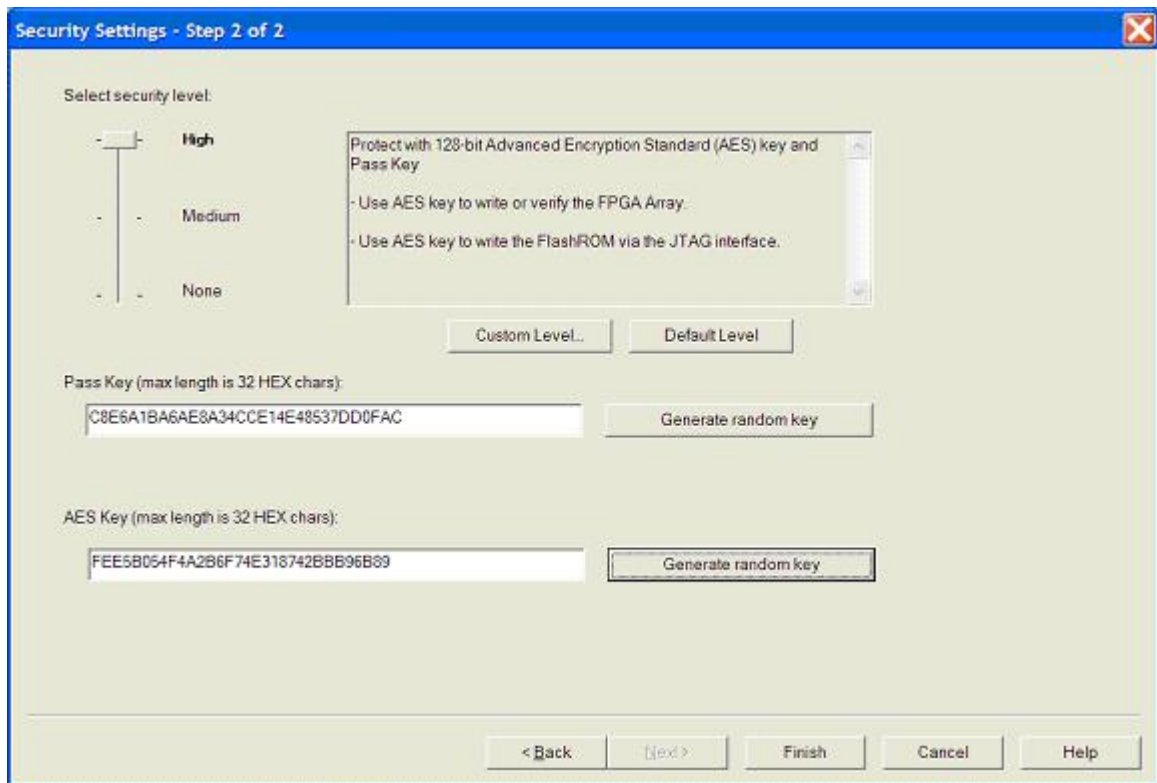 Security Settings - Step 2 of 2
Select security level:
High
Medium
None
Protect with 128-bit Advanced Encryption Standard (AES) key and
Pass Key
- Use AES key to write or verify the FPGA Array.
- Use AES key to write the FlashROM via the JTAG interface.
Custom Level...
Default Level
Pass Key (max length is 32 HEX chars):
C8E6A1BA6AE8A34CCE14E48537DD0FAC
Generate random key
AES Key (max length is 32 HEX chars):
FEE5B054F4A2B6F74E318742BBB96B89
Generate random key
< Back
Next >
Finish
Cancel
Help